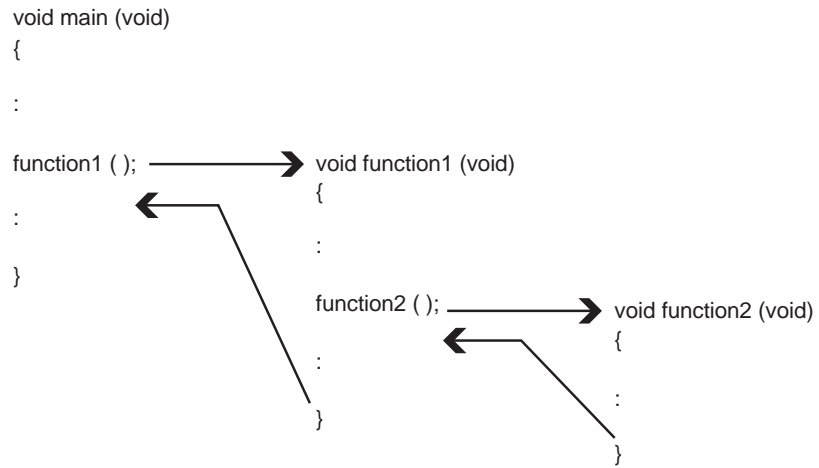 void main (void)
{
:
function1 ( );
:
}
void function1 (void)
{
:
function2 ( );
:
}
void function2 (void)
{
:
}